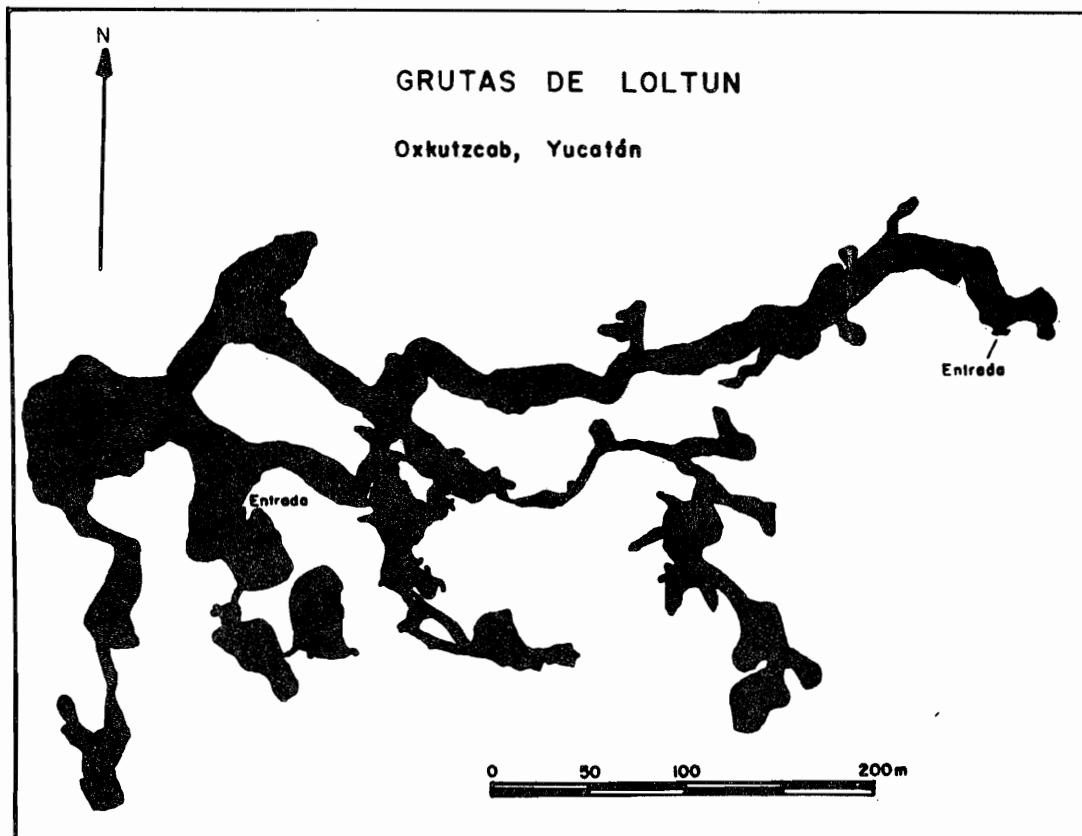 N
GRUTAS DE LOLTUN
Oxkutzcab, Yucatán
Entrada
Entrada
0 50 100 200m